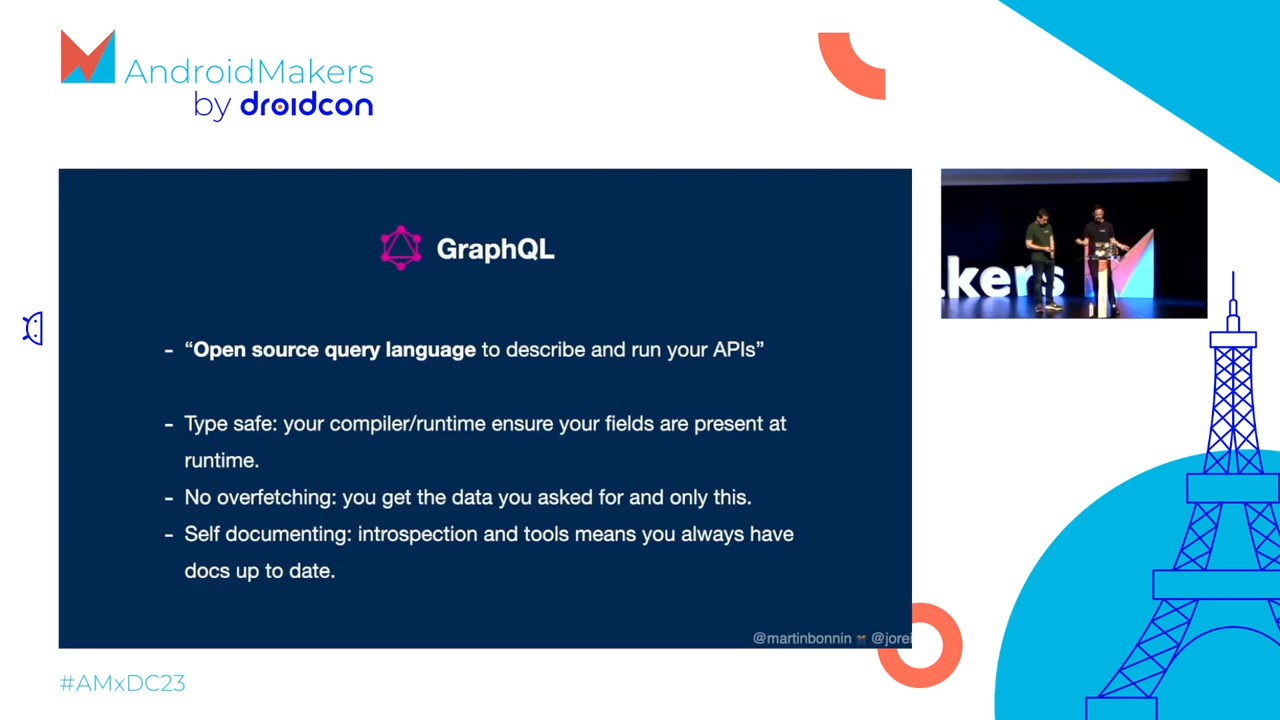 AndroidMakers
by droidcon
GraphQL
- “Open source query language to describe and run your APIs”
- Type safe: your compiler/runtime ensure your fields are present at
runtime.
- No overfetching: you get the data you asked for and only this.
- Self documenting: introspection and tools means you always have
docs up to date.
@martinbonnin @jorei
kers
#AMxDC23